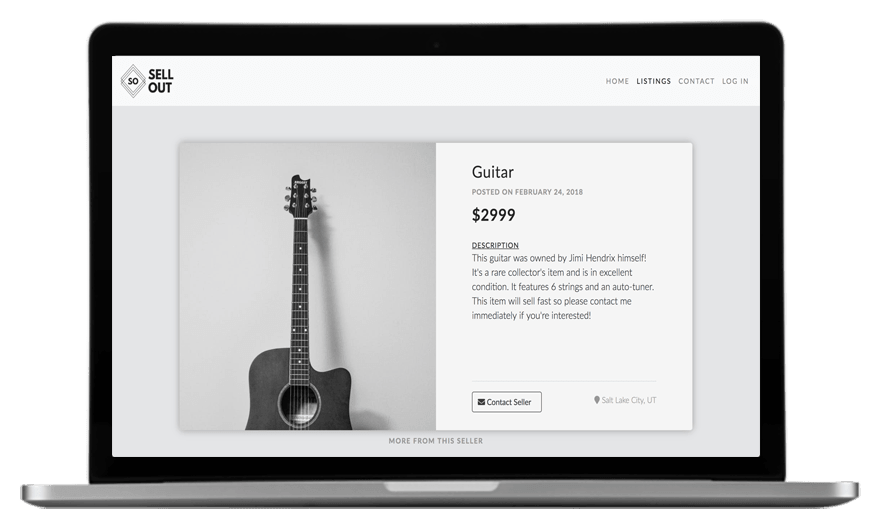 SO
SELL
OUT
HOME LISTINGS CONTACT LOG IN
Guitar
POSTED ON FEBRUARY 24, 2018
$2999
DESCRIPTION
This guitar was owned by Jimi Hendrix himself!
It's a rare collector's item and is in excellent
condition. It features 6 strings and an auto-tuner.
This item will sell fast so please contact me
immediately if you're interested!
Contact Seller
Salt Lake City, UT
MORE FROM THIS SELLER